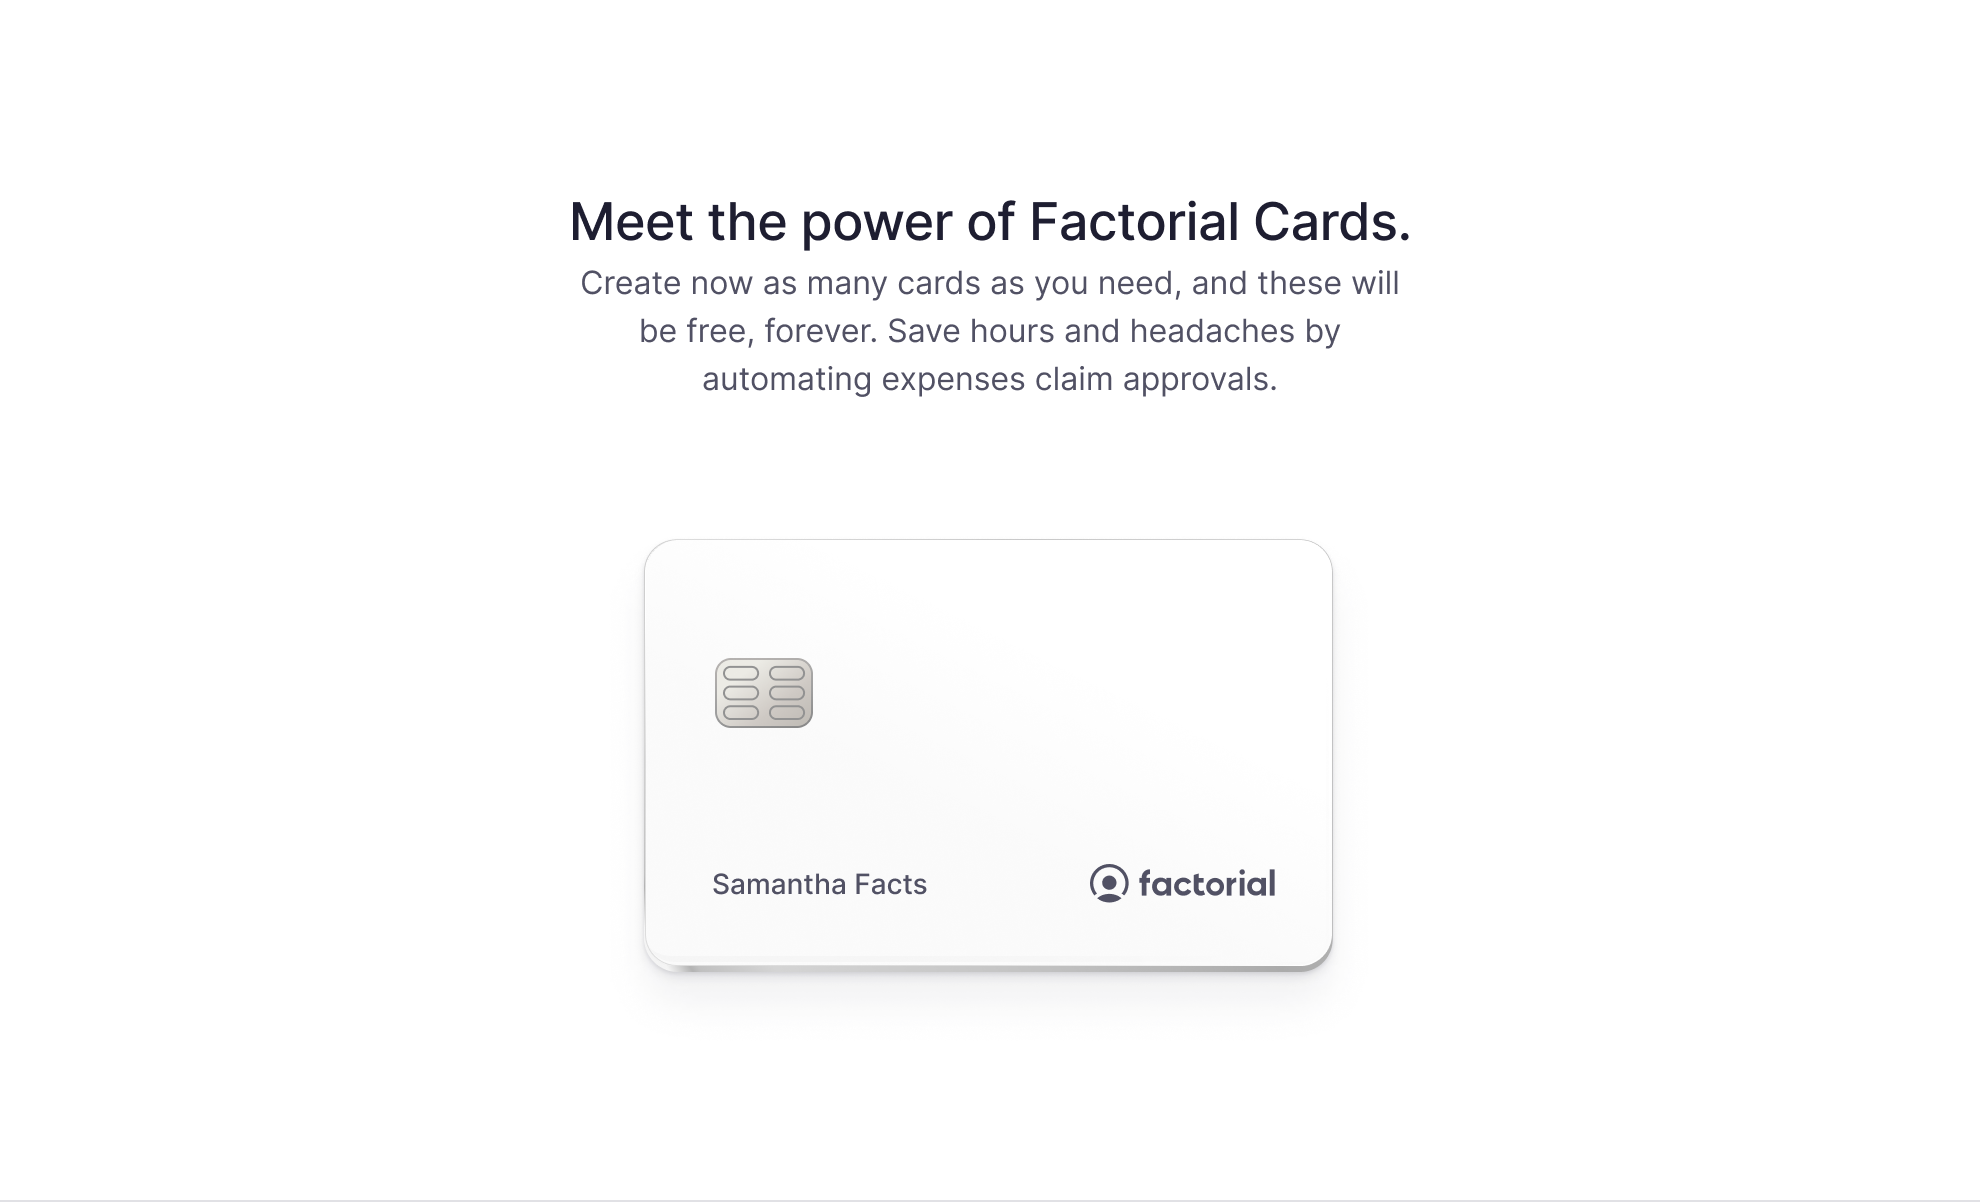 Meet the power of Factorial Cards.
Create now as many cards as you need, and these will
be free, forever. Save hours and headaches by
automating expenses claim approvals.
Samantha Facts
factorial